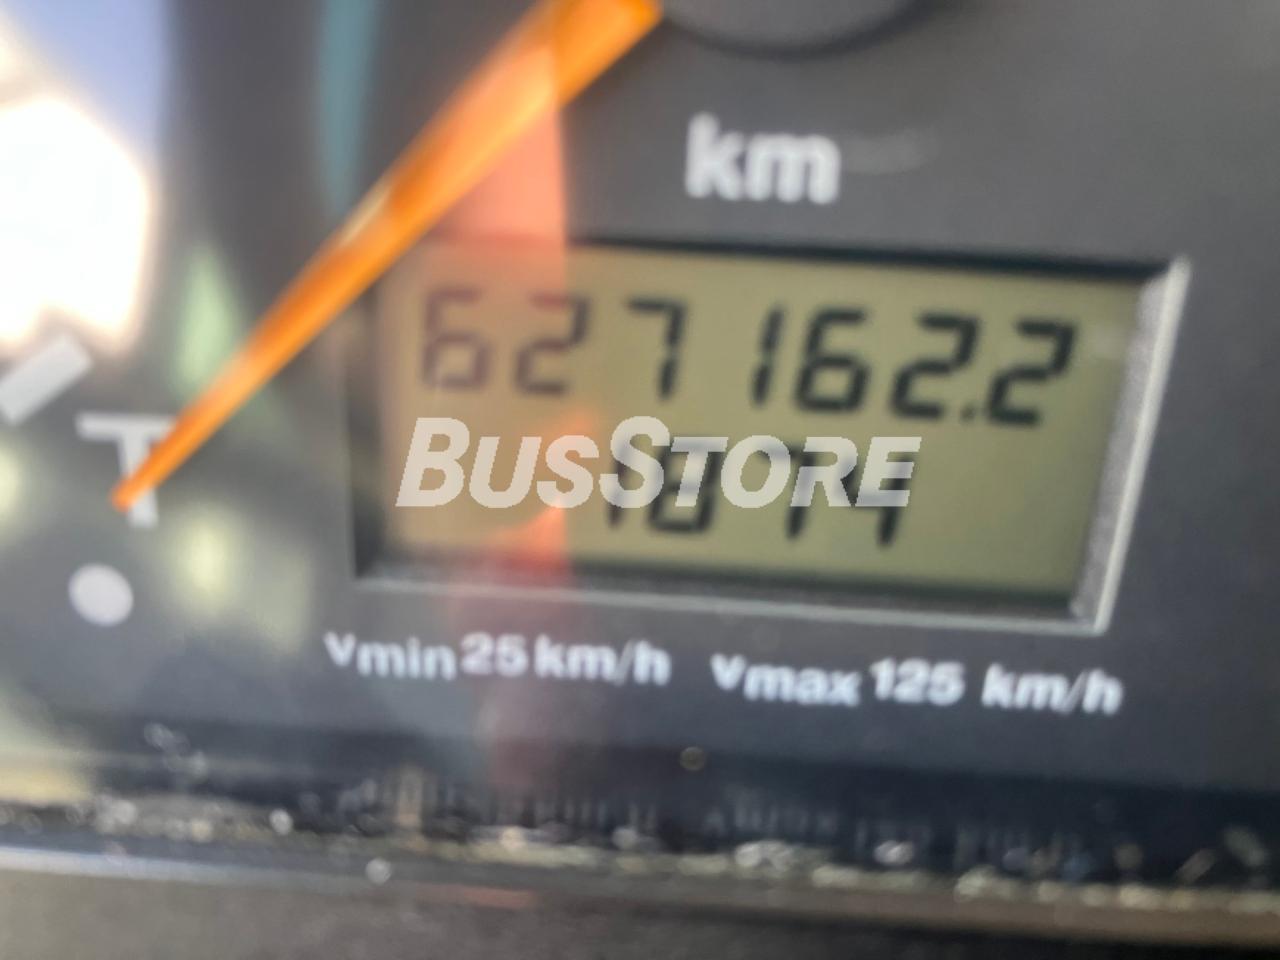 km
627162.2
BUSSTORE
vmin 25 km/h vmax 125 km/h
T